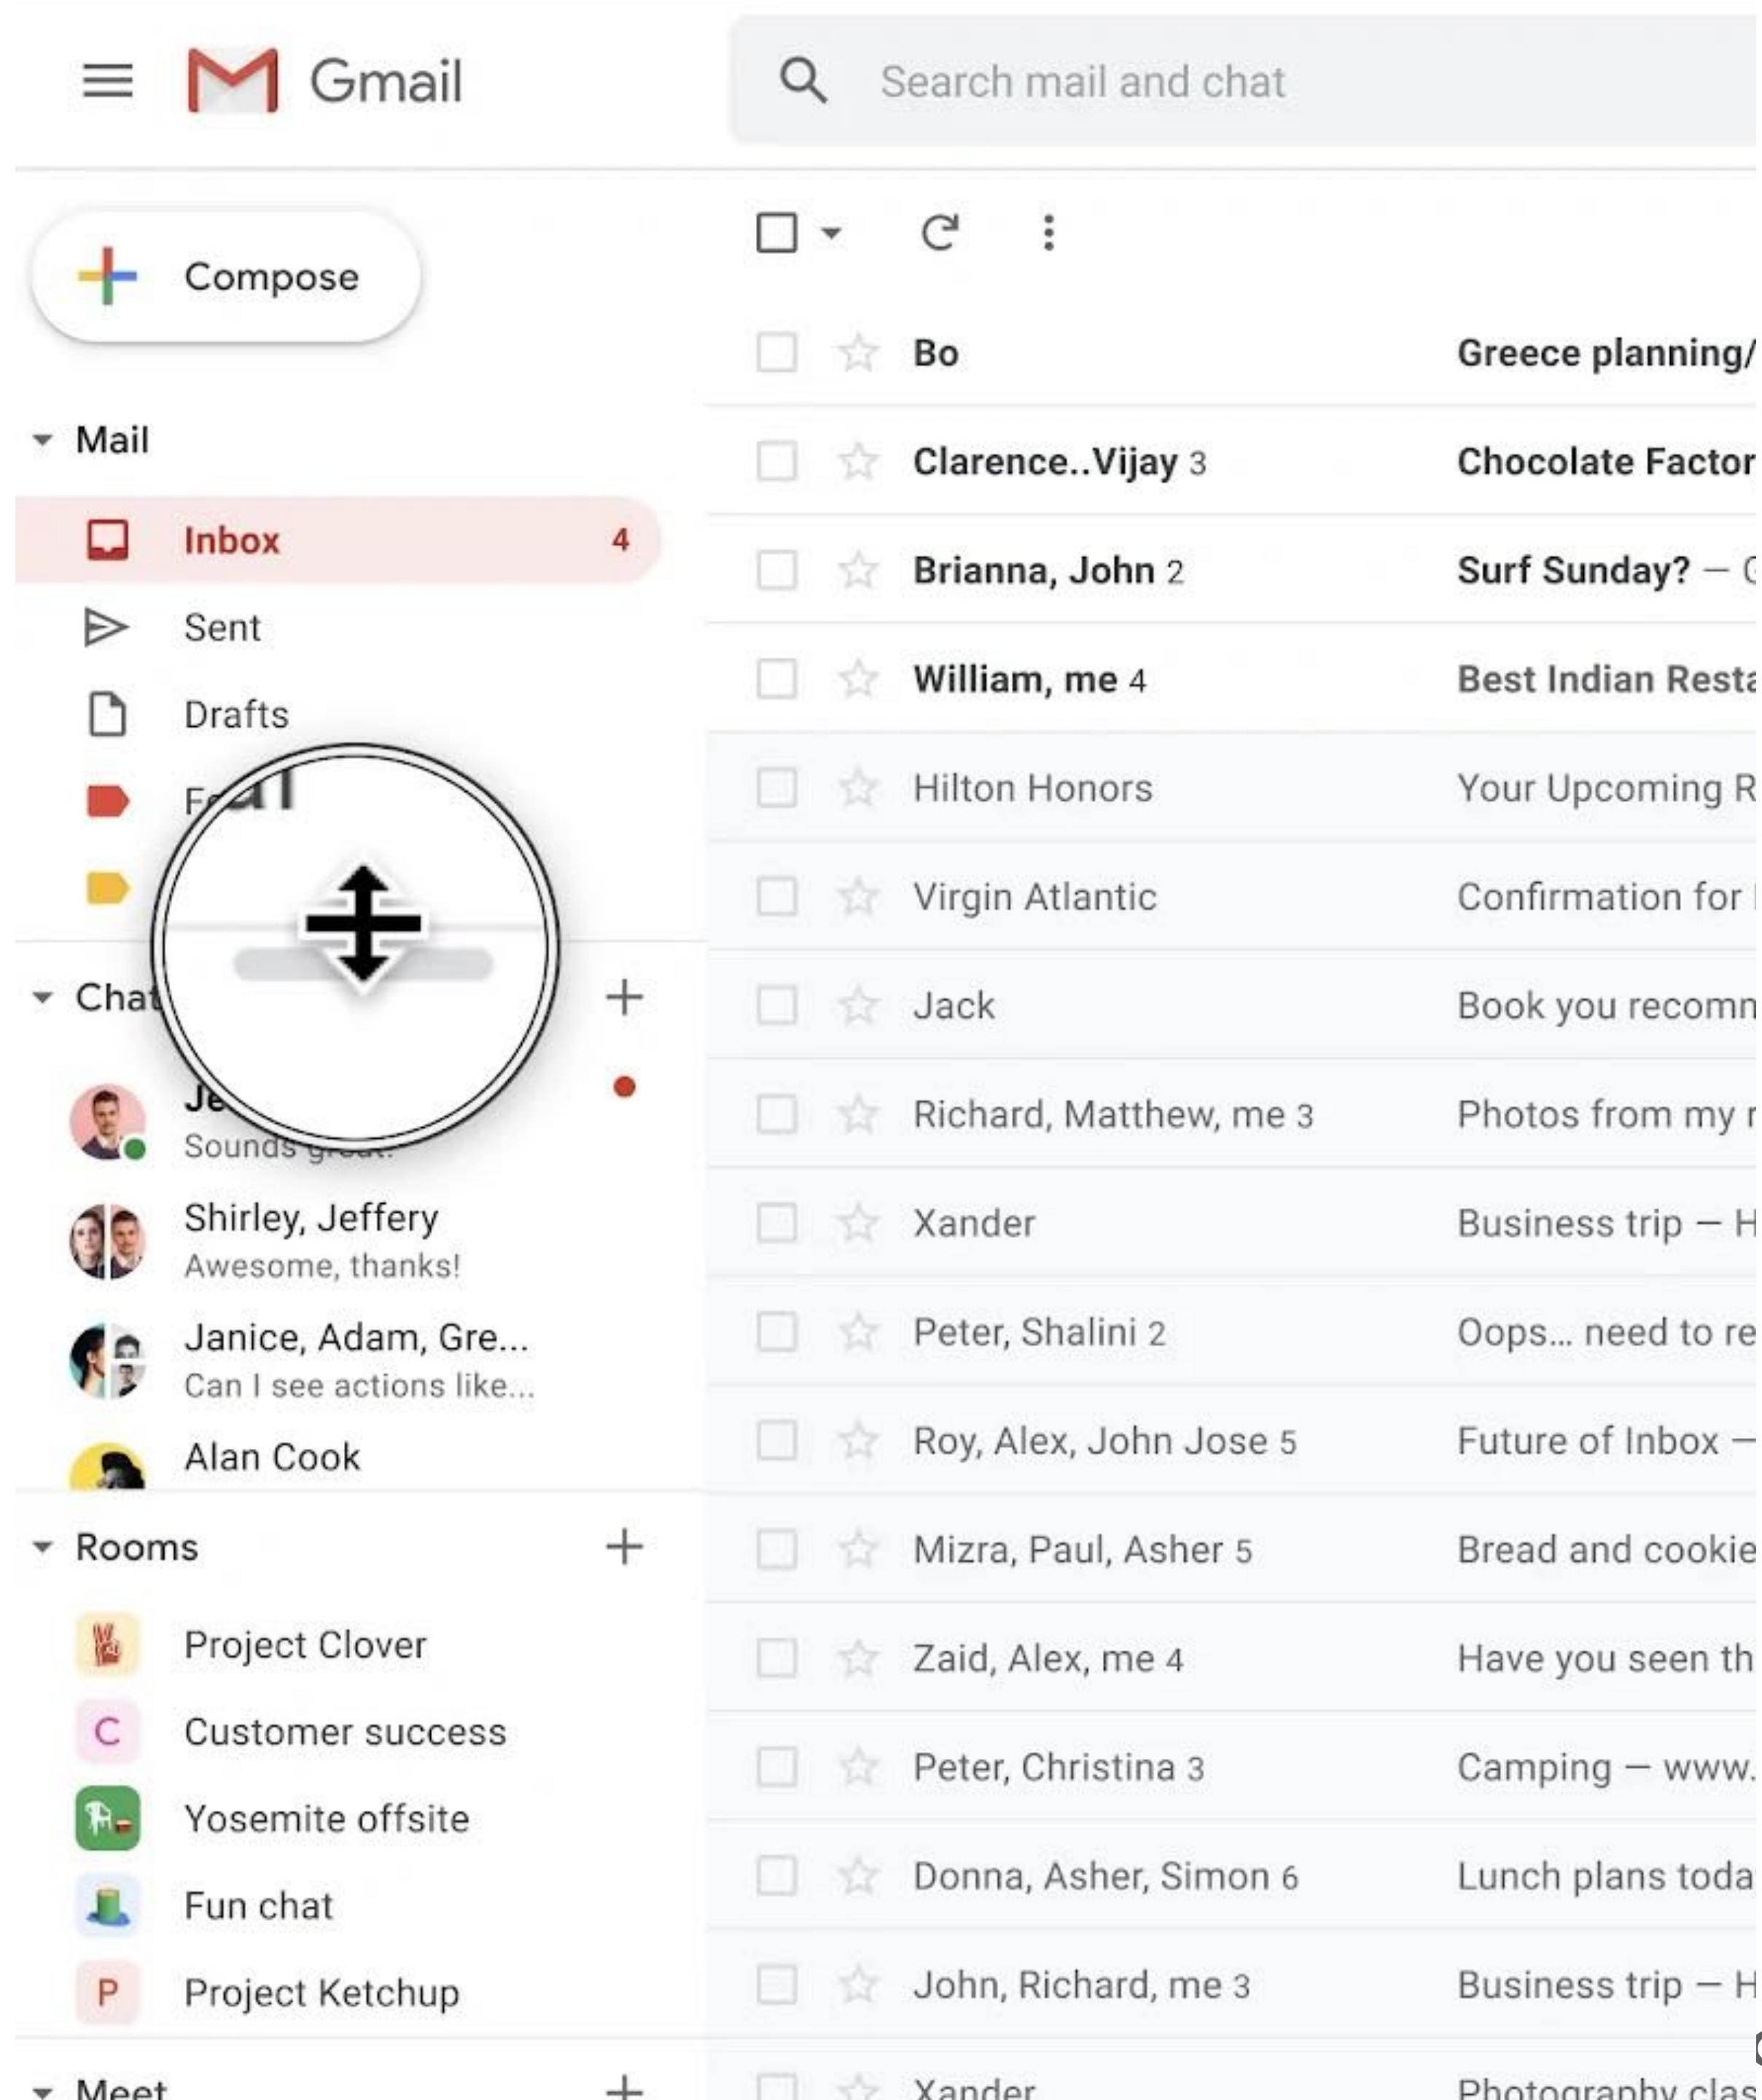 Gmail
Search mail and chat
Compose
Mail
Inbox 4
Sent
Drafts
Chat
Sounds great!
Shirley, Jeffery
Awesome, thanks!
Janice, Adam, Gre...
Can I see actions like...
Alan Cook
Rooms
Project Clover
C Customer success
Yosemite offsite
Fun chat
P Project Ketchup
Meet
Bo Greece planning/
Clarence..Vijay 3 Chocolate Factor
Brianna, John 2 Surf Sunday? —
William, me 4 Best Indian Resta
Hilton Honors Your Upcoming R
Virgin Atlantic Confirmation for
Jack Book you recomm
Richard, Matthew, me 3 Photos from my r
Xander Business trip — H
Peter, Shalini 2 Oops... need to re
Roy, Alex, John Jose 5 Future of Inbox —
Mizra, Paul, Asher 5 Bread and cookie
Zaid, Alex, me 4 Have you seen th
Peter, Christina 3 Camping — www.
Donna, Asher, Simon 6 Lunch plans toda
John, Richard, me 3 Business trip — H
Xander Photography clas